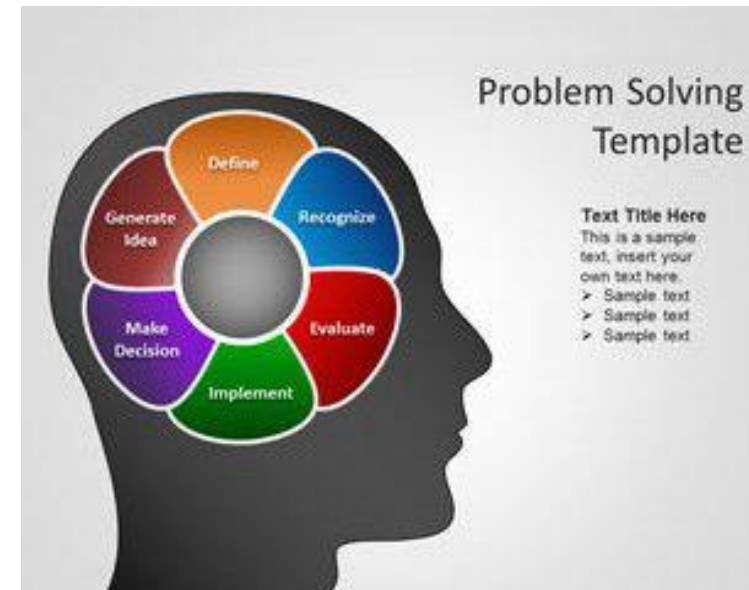 Problem Solving
Template
Define
Recognize
Evaluate
Implement
Make
Decision
Generate
Idea
Text Title Here
This is a sample
text, insert your
own text here.
➢ Sample text
➢ Sample text
➢ Sample text